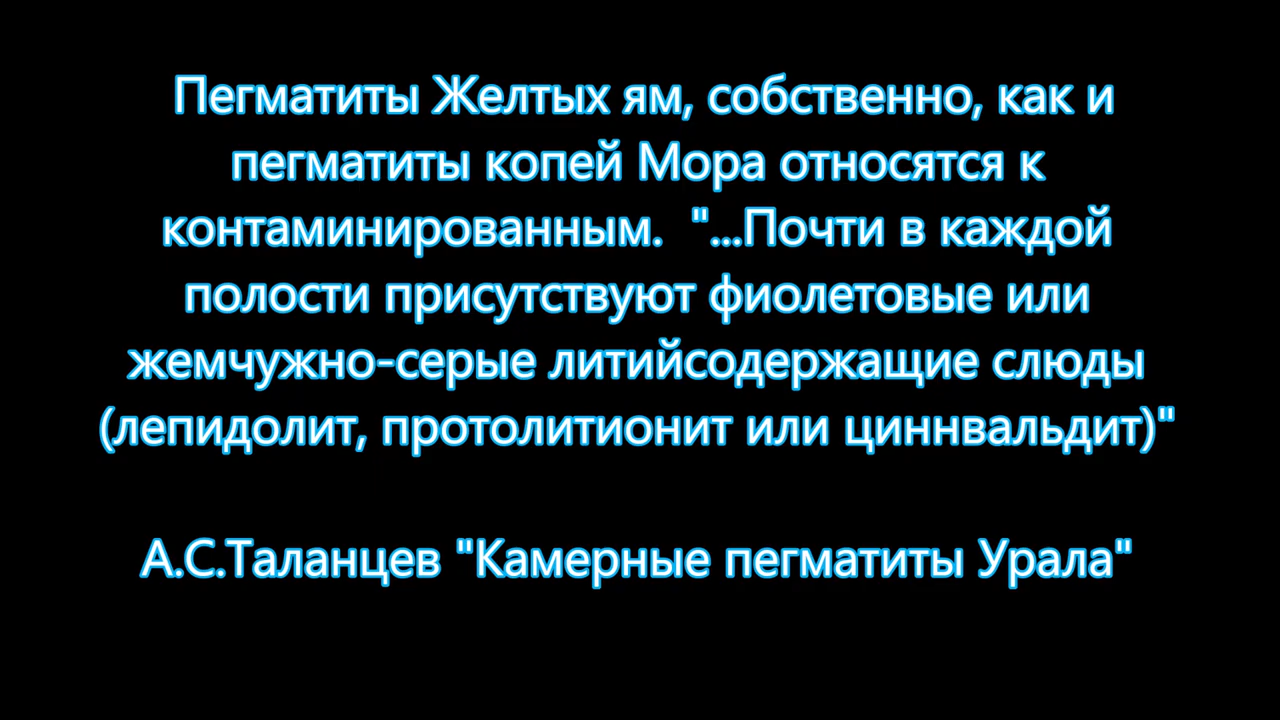 Пегматиты Желтых ям, собственно, как и
пегматиты копей Мора относятся к
контаминированным.  "...Почти в каждой
полости присутствуют фиолетовые или
жемчужно-серые литийсодержащие слюды
(лепидолит, протолитионит или циннвальдит)"
А.С.Таланцев "Камерные пегматиты Урала"